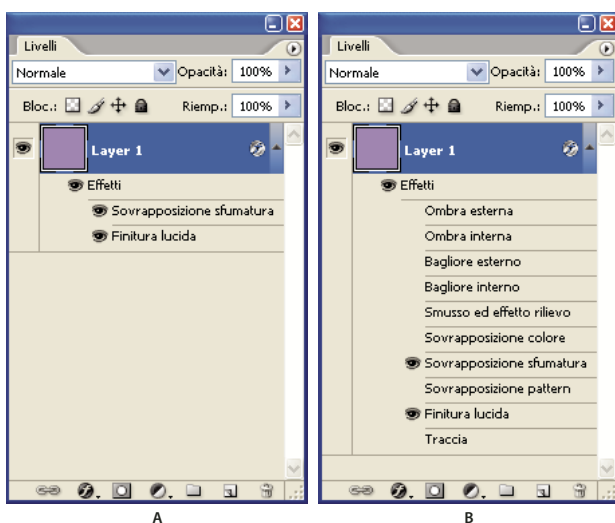 Livelli
Normale Opacità: 100%
Bloc.: Riemp.: 100%
Layer 1
Effetti
Sovrapposizione sfumatura
Finitura lucida
A
Livelli
Normale Opacità: 100%
Bloc.: Riemp.: 100%
Layer 1
Effetti
Ombra esterna
Ombra interna
Bagliore esterno
Bagliore interno
Smusso ed effetto rilievo
Sovrapposizione colore
Sovrapposizione sfumatura
Sovrapposizione pattern
Finitura lucida
Traccia
B